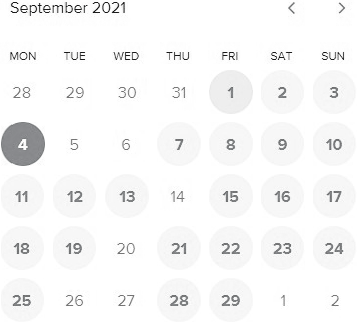 September 2021
MON TUE WED THU FRI SAT SUN
28 29 30 31 1 2 3
4 5 6 7 8 9 10
11 12 13 14 15 16 17
18 19 20 21 22 23 24
25 26 27 28 29 1 2